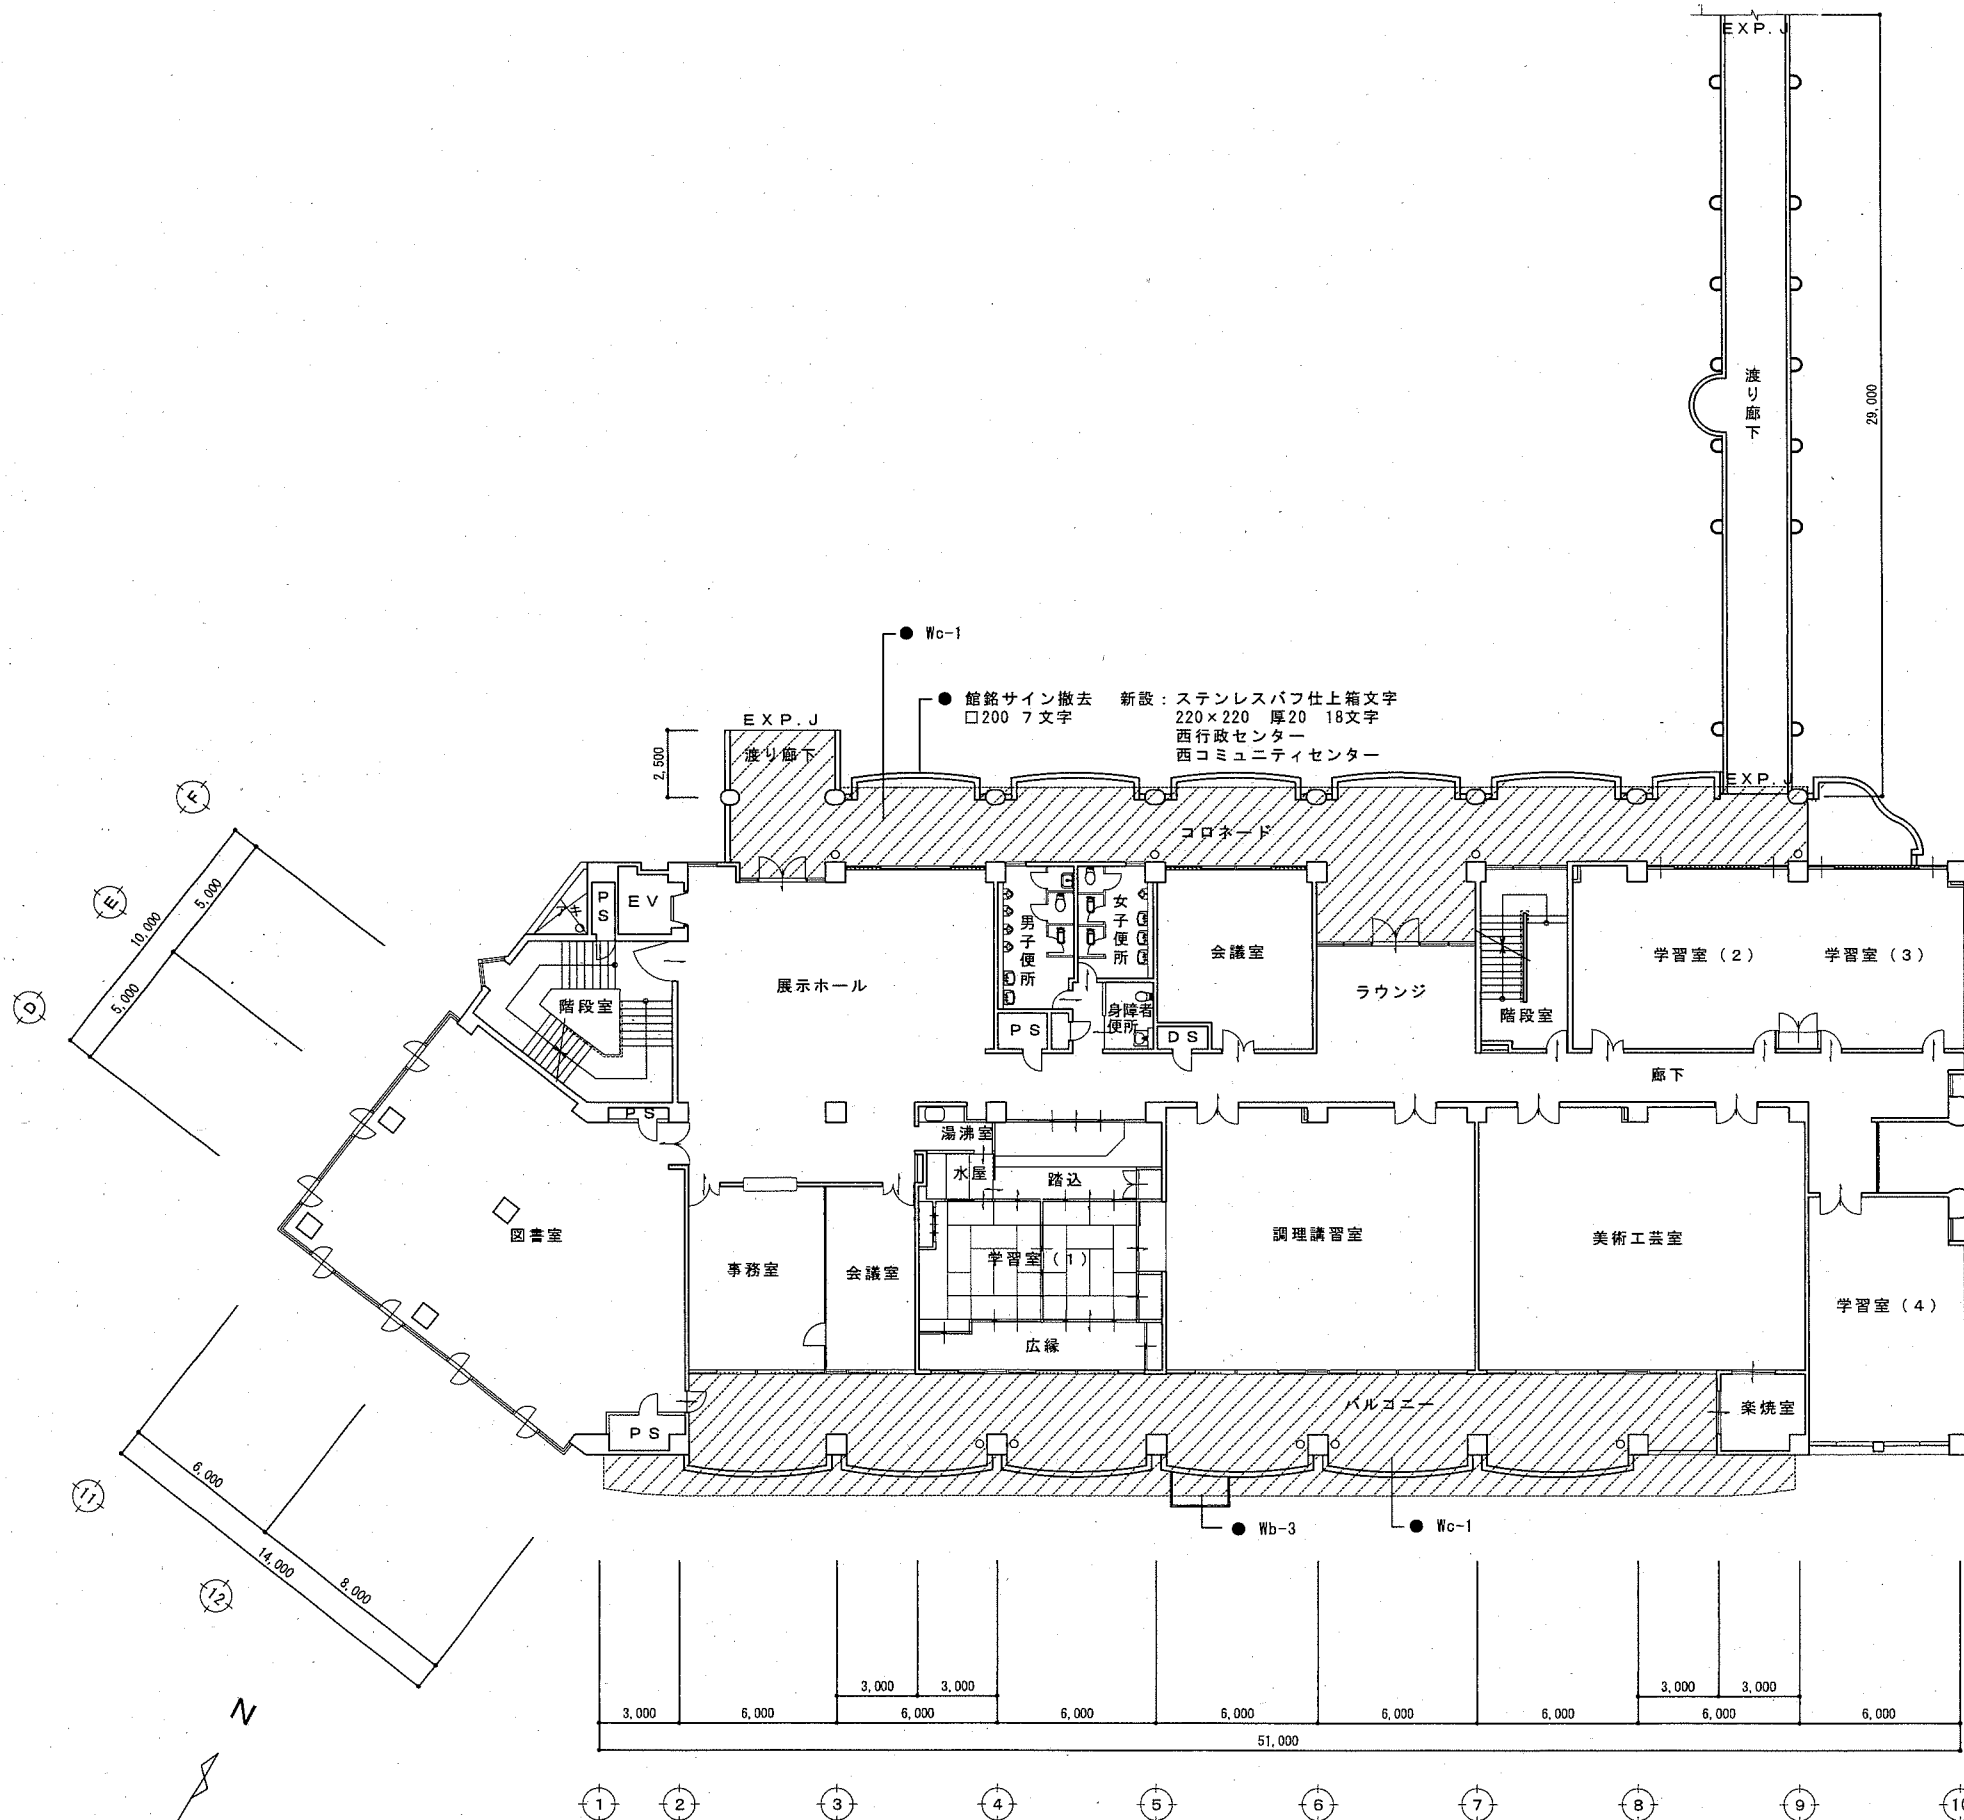 EXP.J
渡り廊下
29,000
● Wc-1
● 館銘サイン撤去 新設：ステンレスバフ仕上箱文字
□200 7文字 220×220 厚20 18文字
西行政センター
西コミュニティセンター
EXP.J
渡り廊下
2,500
EXP.J
コロネード
F
E
D
10,000
5,000
5,000
PS
EV
男子便所
女子便所
会議室
学習室（2）
学習室（3）
展示ホール
ラウンジ
階段室
身障者
便所
階段室
PS
DS
廊下
PS
湯沸室
水屋
踏込
図書室
事務室
会議室
学習室（1）
調理講習室
美術工芸室
学習室（4）
広縁
バルコニー
楽焼室
PS
● Wb-3
● Wc-1
11
12
6,000
14,000
8,000
N
3,000
3,000
3,000
3,000
3,000
6,000
6,000
6,000
6,000
6,000
6,000
6,000
6,000
51,000
1
2
3
4
5
6
7
8
9
10